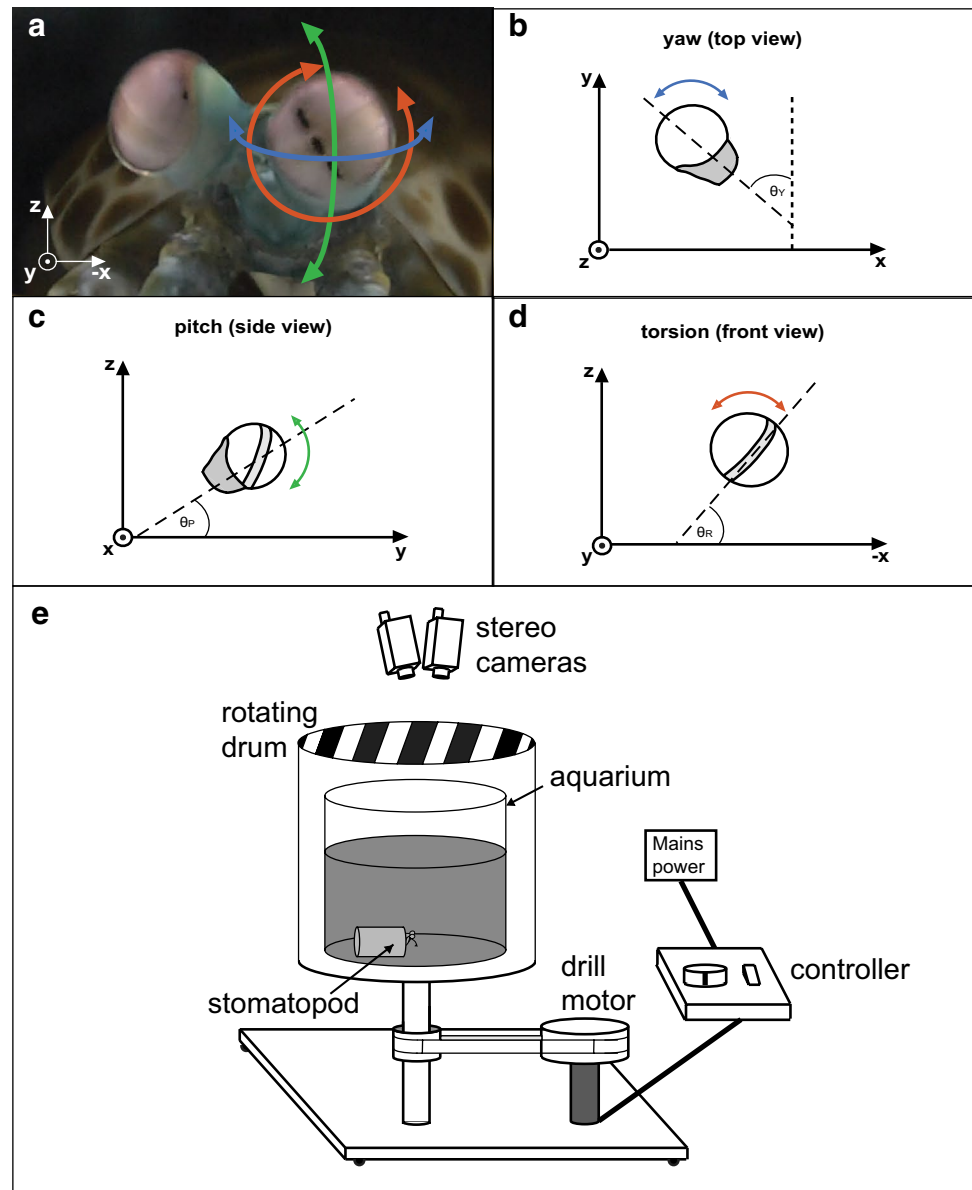 a
z
y
-x
b
yaw (top view)
y
θY
z
x
c
pitch (side view)
z
θP
x
y
d
torsion (front view)
z
θR
y
-x
e
stereo
cameras
rotating
drum
aquarium
Mains
power
drill
motor
controller
stomatopod